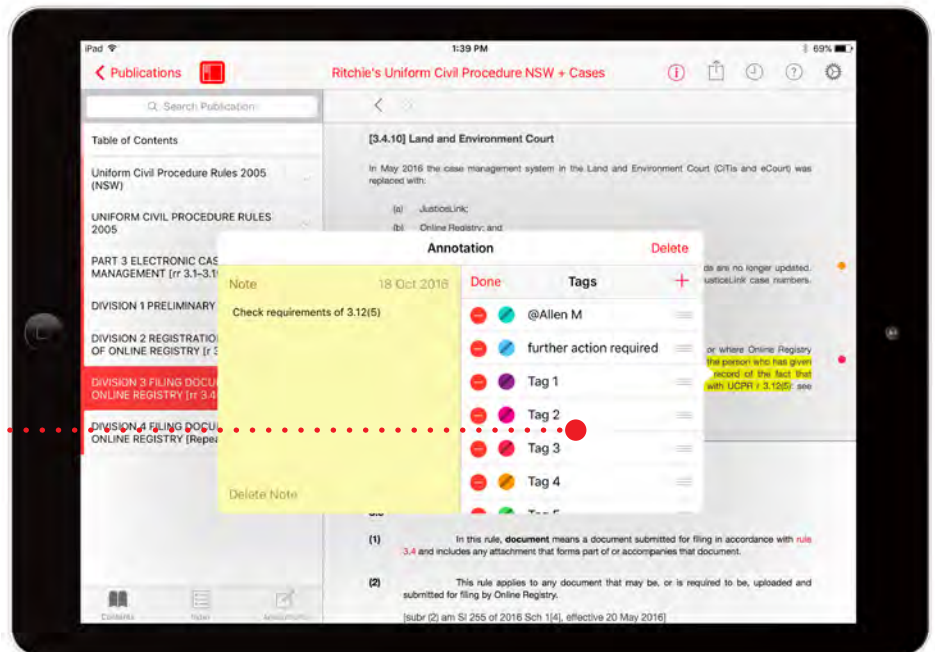 iPad
1:39 PM
69%
Publications
Ritchie's Uniform Civil Procedure NSW + Cases
Search Publication
Table of Contents
Uniform Civil Procedure Rules 2005
(NSW)
UNIFORM CIVIL PROCEDURE RULES
2005
PART 3 ELECTRONIC CAS
MANAGEMENT [rr 3.1–3.1
DIVISION 1 PRELIMINARY
DIVISION 2 REGISTRATIO
OF ONLINE REGISTRY [r 3
DIVISION 3 FILING DOCU
ONLINE REGISTRY [rr 3.4
DIVISION 4 FILING DOCU
ONLINE REGISTRY [Repea
Contents
[3.4.10] Land and Environment Court
In May 2016 the case management system in the Land and Environment Court (CITIs and eCourt) was
replaced with:
(a) JusticeLink;
(b) Online Registry; and
ds are no longer updated.
JusticeLink case numbers.
or where Online Registry
the person who has given
record of the fact that
with UCPR r 3.12(5): see
Annotation
Delete
Note
18 Oct 2016
Check requirements of 3.12(5)
Delete Note
Done
Tags
@Allen M
further action required
Tag 1
Tag 2
Tag 3
Tag 4
(1) In this rule, document means a document submitted for filing in accordance with rule
3.4 and includes any attachment that forms part of or accompanies that document.
(2) This rule applies to any document that may be, or is required to be, uploaded and
submitted for filing by Online Registry.
[subr (2) am SI 255 of 2016 Sch 1[4], effective 20 May 2016]